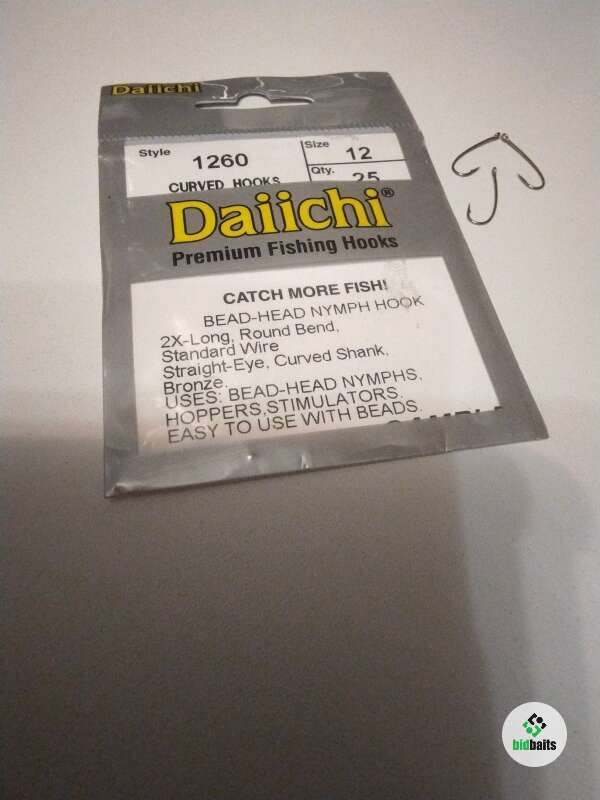 Daiichi
Style 1260 Size 12
Qty. 25
CURVED HOOKS
Daiichi®
Premium Fishing Hooks
CATCH MORE FISH!
BEAD-HEAD NYMPH HOOK
2X-Long, Round Bend,
Standard Wire
Straight-Eye, Curved Shank,
Bronze.
USES: BEAD-HEAD NYMPHS,
HOPPERS,STIMULATORS.
EASY TO USE WITH BEADS.
bidbaits